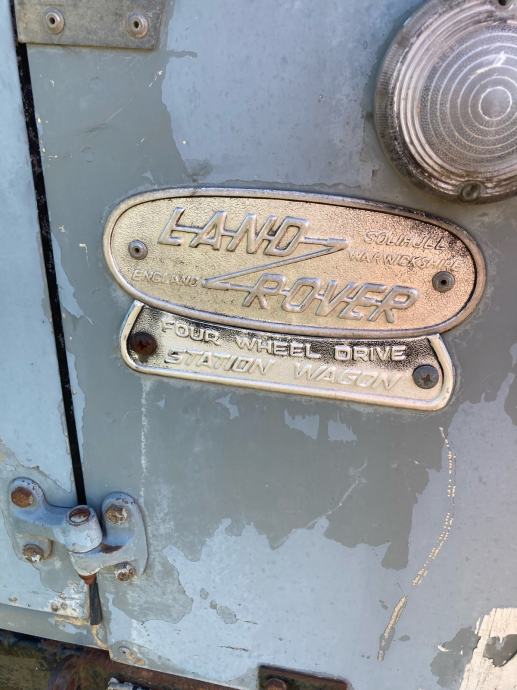 LAND
SOLIHULL
WARWICKSHIRE
ENGLAND
ROVER
FOUR WHEEL DRIVE
STATION WAGON